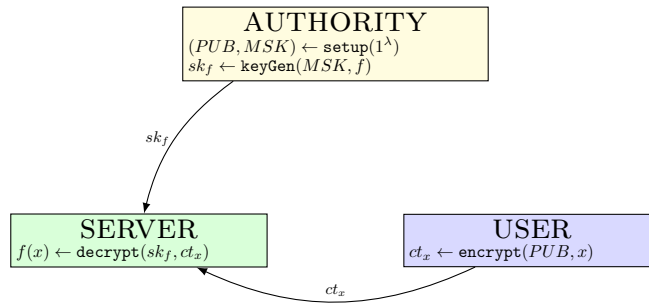 AUTHORITY
(PUB, MSK) ← setup(1^λ)
sk_f ← keyGen(MSK, f)
sk_f
SERVER
f(x) ← decrypt(sk_f, ct_x)
USER
ct_x ← encrypt(PUB, x)
ct_x